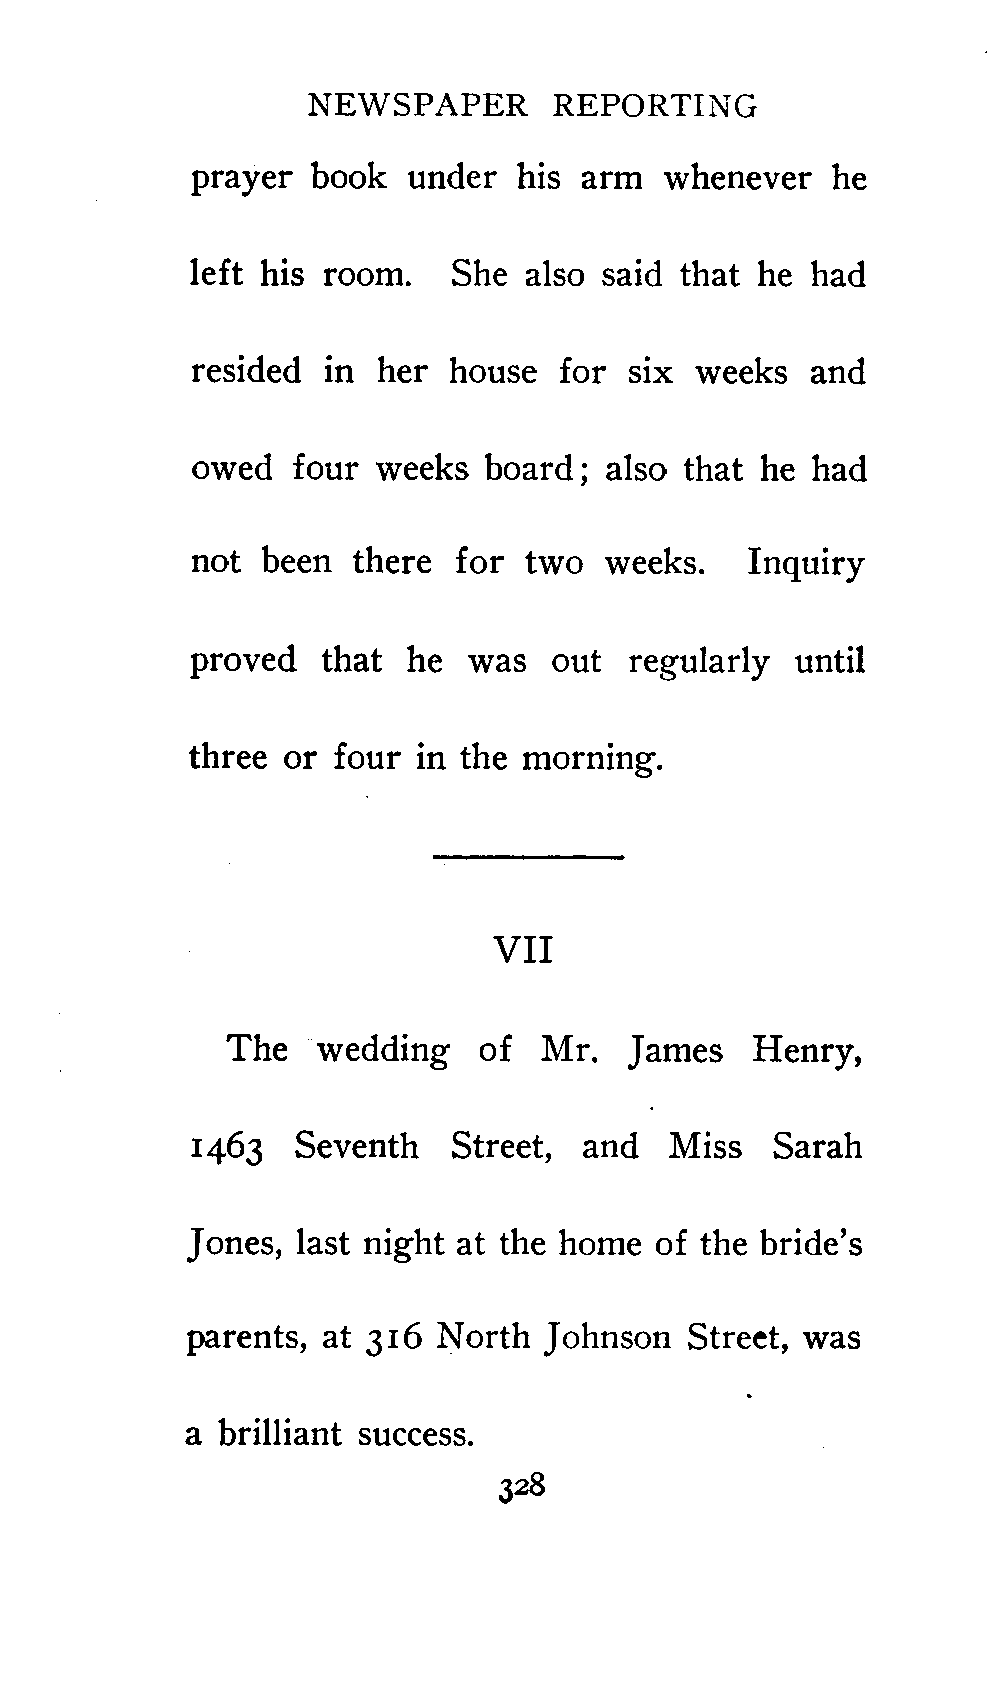 NEWSPAPER REPORTING
prayer book under his arm whenever he
left his room. She also said that he had
resided in her house for six weeks and
owed four weeks board; also that he had
not been there for two weeks. Inquiry
proved that he was out regularly until
three or four in the morning.
VII
The wedding of Mr. James Henry,
1463 Seventh Street, and Miss Sarah
Jones, last night at the home of the bride's
parents, at 316 North Johnson Street, was
a brilliant success.
328